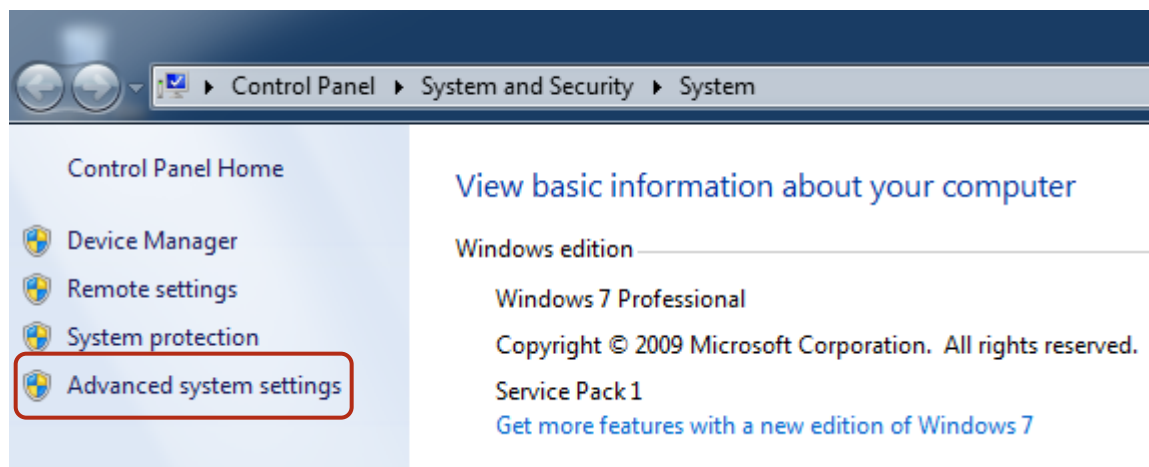 Control Panel System and Security System
Control Panel Home
Device Manager
Remote settings
System protection
Advanced system settings
View basic information about your computer
Windows edition
Windows 7 Professional
Copyright © 2009 Microsoft Corporation. All rights reserved.
Service Pack 1
Get more features with a new edition of Windows 7